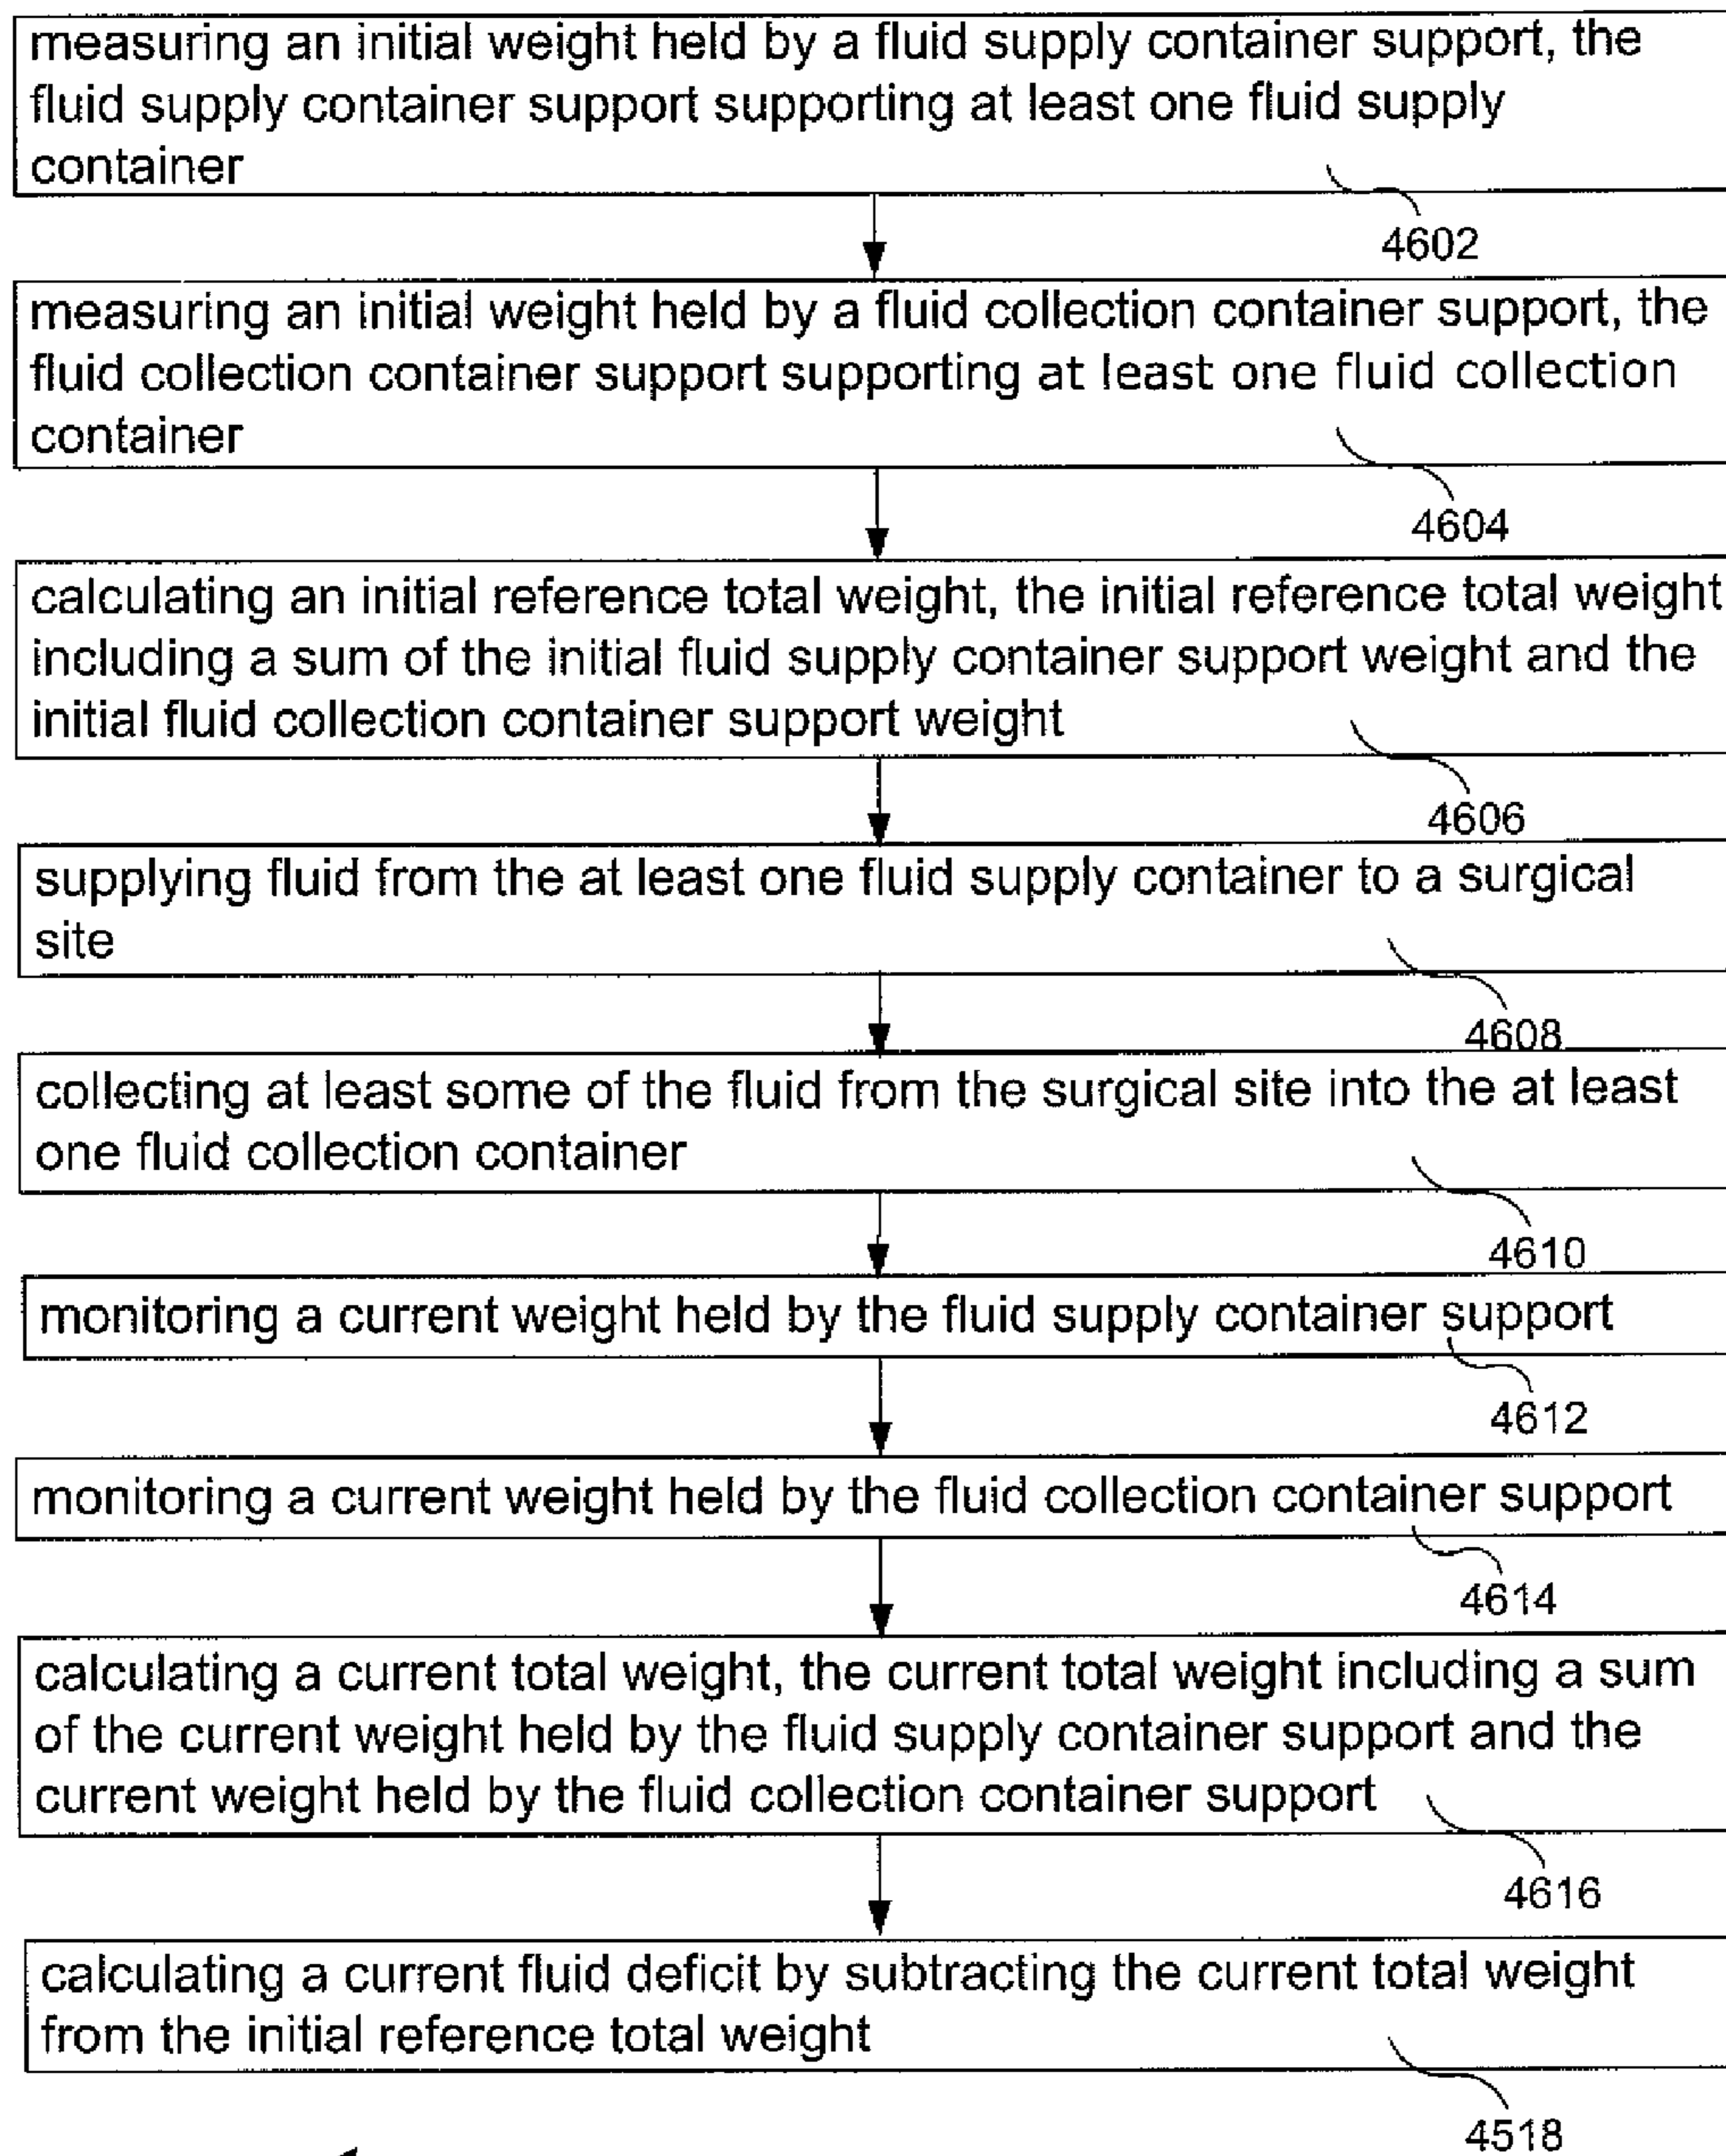 measuring an initial weight held by a fluid supply container support, the
fluid supply container support supporting at least one fluid supply
container
4602
measuring an initial weight held by a fluid collection container support, the
fluid collection container support supporting at least one fluid collection
container
4604
calculating an initial reference total weight, the initial reference total weight
including a sum of the initial fluid supply container support weight and the
initial fluid collection container support weight
4606
supplying fluid from the at least one fluid supply container to a surgical
site
4608
collecting at least some of the fluid from the surgical site into the at least
one fluid collection container
4610
monitoring a current weight held by the fluid supply container support
4612
monitoring a current weight held by the fluid collection container support
4614
calculating a current total weight, the current total weight including a sum
of the current weight held by the fluid supply container support and the
current weight held by the fluid collection container support
4616
calculating a current fluid deficit by subtracting the current total weight
from the initial reference total weight
4518